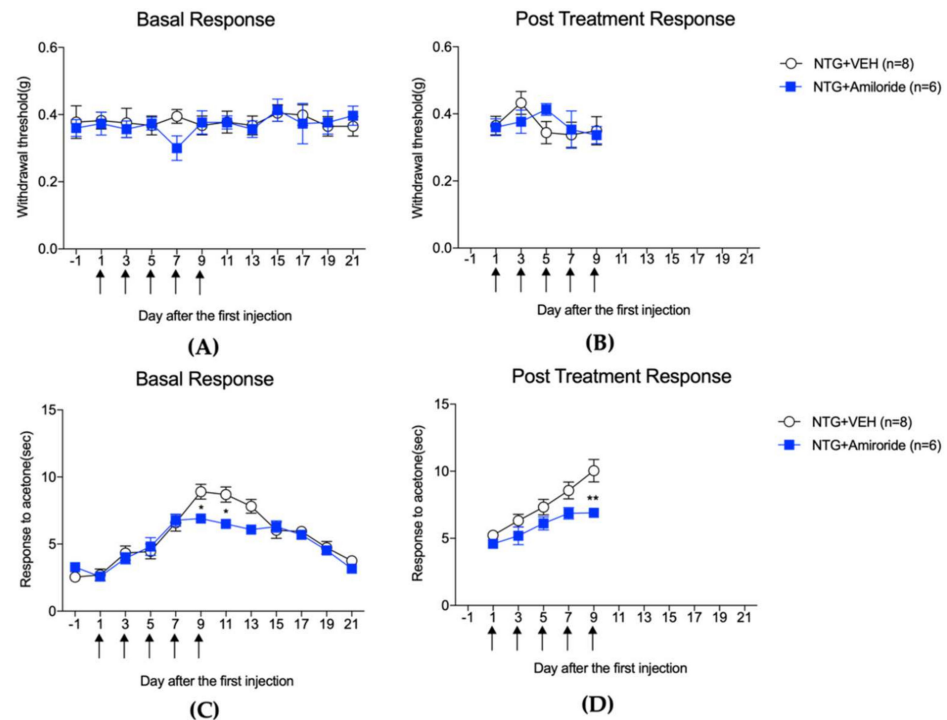 Basal Response
Withdrawal threshold(g)
0.6
0.4
0.2
0.0
-1 1 3 5 7 9 11 13 15 17 19 21
Day after the first injection
(A)
Post Treatment Response
Withdrawal threshold(g)
0.6
0.4
0.2
0.0
-1 1 3 5 7 9 11 13 15 17 19 21
Day after the first injection
(B)
NTG+VEH (n=8)
NTG+Amiloride (n=6)
Basal Response
Response to acetone(sec)
15
10
5
0
* *
-1 1 3 5 7 9 11 13 15 17 19 21
Day after the first injection
(C)
Post Treatment Response
Response to acetone(sec)
15
10
5
0
**
-1 1 3 5 7 9 11 13 15 17 19 21
Day after the first injection
(D)
NTG+VEH (n=8)
NTG+Amiroride (n=6)